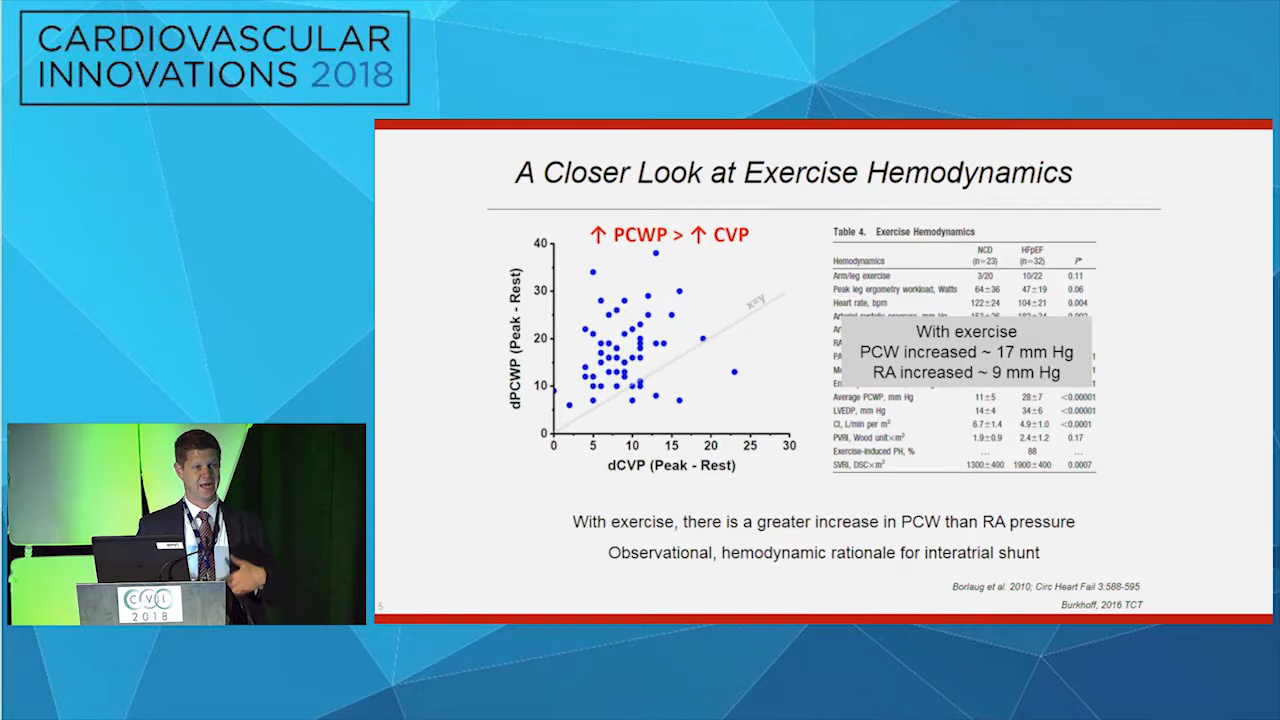 CARDIOVASCULAR
INNOVATIONS 2018
A Closer Look at Exercise Hemodynamics
↑ PCWP > ↑ CVP
40
30
20
10
0
0 5 10 15 20 25 30
dPCWP (Peak - Rest)
dCVP (Peak - Rest)
x=y
Table 4. Exercise Hemodynamics
NCD HFpEF
Hemodynamics (n=23) (n=32) P*
Arm/leg exercise 3/20 10/22 0.11
Peak leg ergometry workload, Watts 64±36 47±19 0.06
Heart rate, bpm 122±24 104±21 0.004
With exercise
PCW increased ~ 17 mm Hg
RA increased ~ 9 mm Hg
Average PCWP, mm Hg 11±5 28±7 <0.00001
LVEDP, mm Hg 14±4 34±6 <0.00001
CI, L/min per m² 6.7±1.4 4.9±1.0 <0.0001
PVRI, Wood unit×m² 1.9±0.9 2.4±1.2 0.17
Exercise-induced PH, % ... 88 ...
SVRI, DSC×m² 1300±400 1900±400 0.0007
With exercise, there is a greater increase in PCW than RA pressure
Observational, hemodynamic rationale for interatrial shunt
Borlaug et al. 2010; Circ Heart Fail 3:588-595
Burkhoff, 2016 TCT
5
CVI
2018